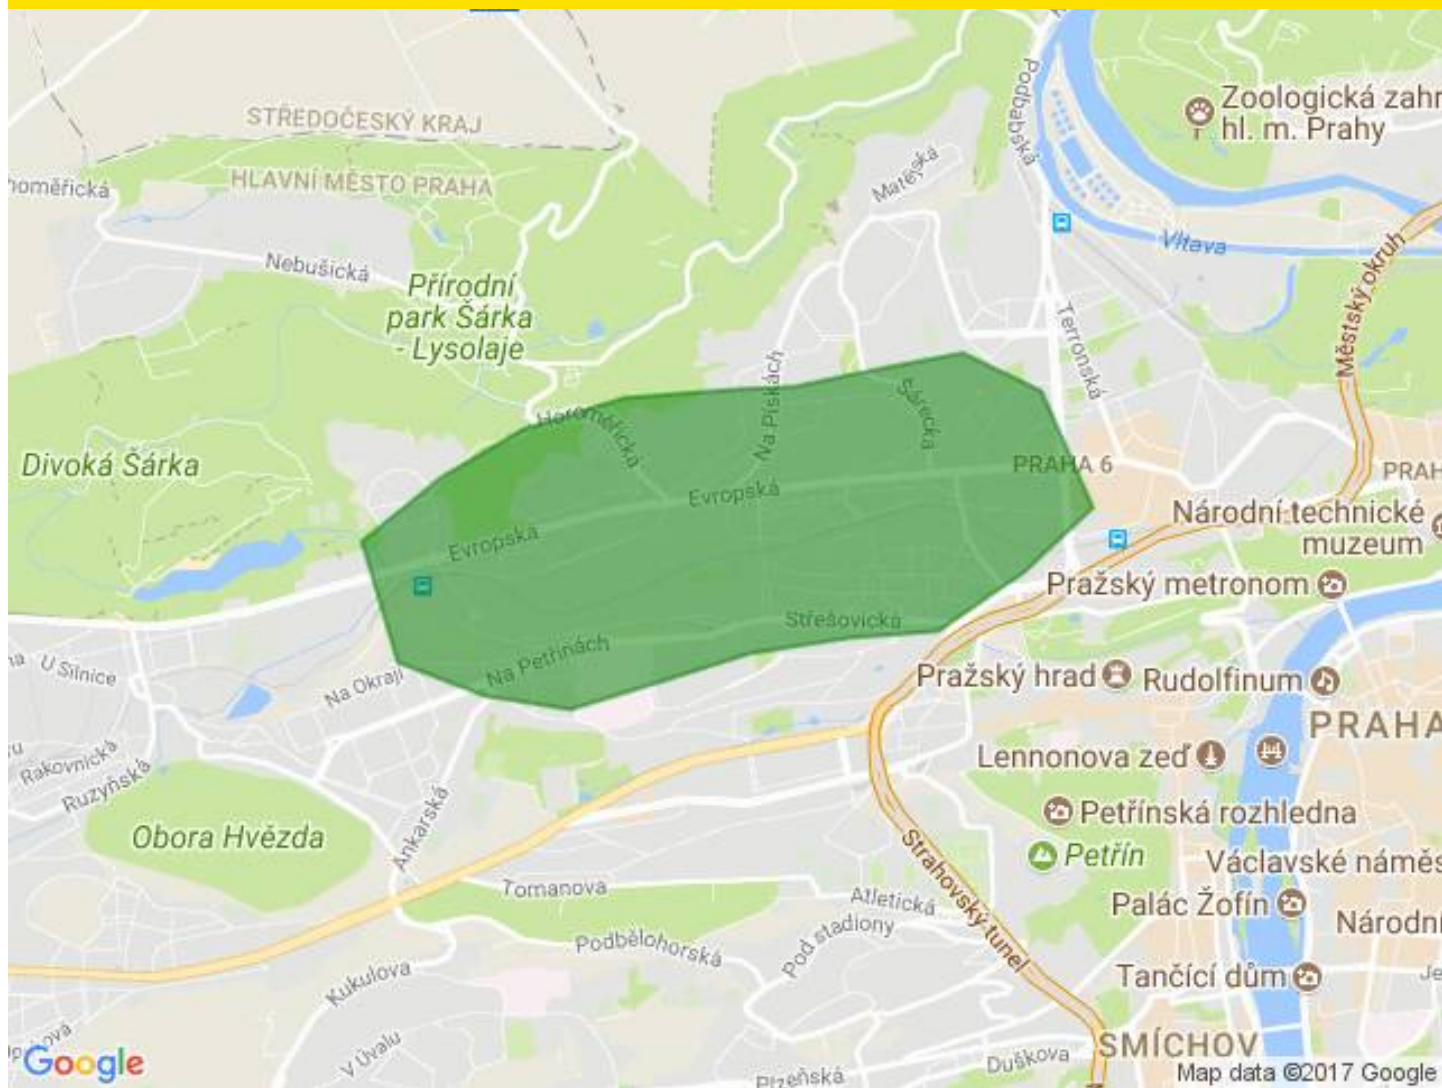 Zoologická zahr
hl. m. Prahy
STŘEDOČESKÝ KRAJ
HLAVNÍ MĚSTO PRAHA
homěřická
Podbabská
Matějská
Nebušická
Vltava
Městský okruh
Přírodní
park Šárka
- Lysolaje
Terronská
Na Pískách
Šárecká
Horoměřická
Divoká Šárka
PRAHA 6
PRAH
Evropská
Evropská
Národní technické
muzeum
Pražský metronom
Střešovická
Na Petřinách
U Silnice
Na Okraji
Pražský hrad
Rudolfinum
PRAHA
Rakovnická
Ruzyňská
Lennonova zeď
Petřínská rozhledna
Obora Hvězda
Ankarská
Petřín
Václavské náměs
Strahovský tunel
Tomanova
Atletická
Palác Žofín
Národní
Pod stadiony
Podbělohorská
Kukulova
Tančící dům
Je
V Úvalu
SMÍCHOV
Duškova
Plzeňská
Google
Map data ©2017 Google